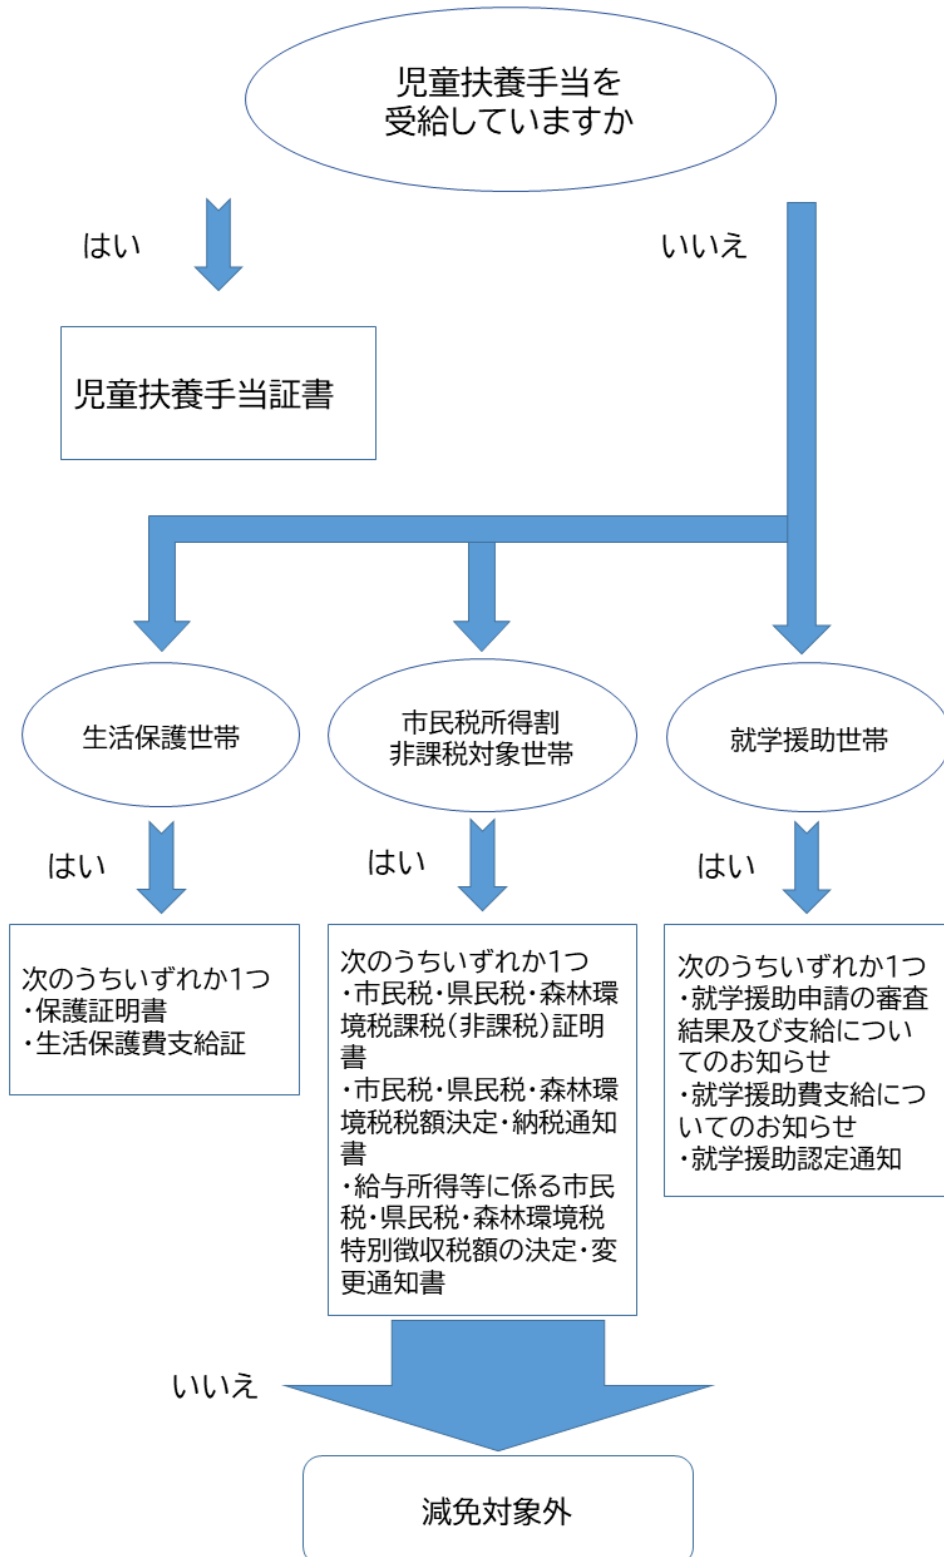 児童扶養手当を
受給していますか
はい
いいえ
児童扶養手当証書
生活保護世帯
市民税所得割
非課税対象世帯
就学援助世帯
はい
はい
はい
次のうちいずれか1つ
・保護証明書
・生活保護費支給証
次のうちいずれか1つ
・市民税・県民税・森林環
境税課税(非課税)証明
書
・市民税・県民税・森林環
境税税額決定・納税通知
書
・給与所得等に係る市民
税・県民税・森林環境税
特別徴収税額の決定・変
更通知書
次のうちいずれか1つ
・就学援助申請の審査
結果及び支給につい
てのお知らせ
・就学援助費支給につ
いてのお知らせ
・就学援助認定通知
いいえ
減免対象外